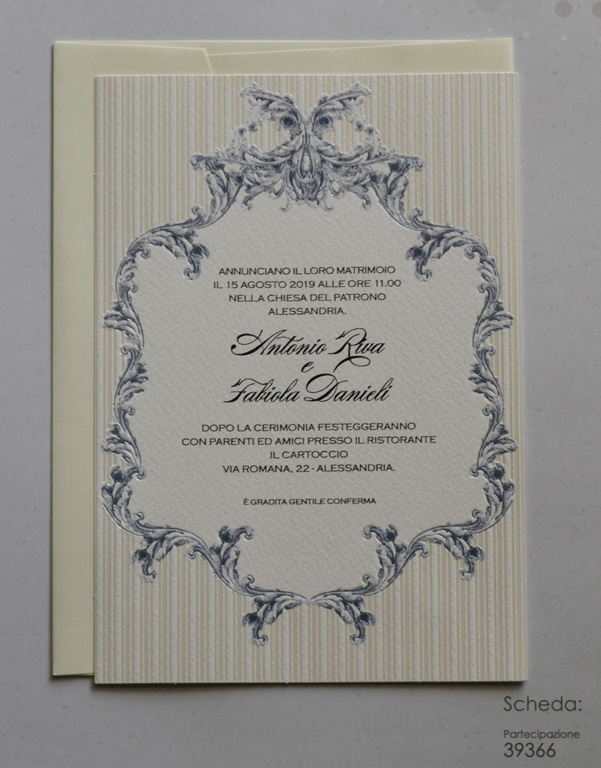 ANNUNCIANO IL LORO MATRIMOIO
IL 15 AGOSTO 2019 ALLE ORE 11.00
NELLA CHIESA DEL PATRONO
ALESSANDRIA.
Antonio Riva
e
Fabiola Danieli
DOPO LA CERIMONIA FESTEGGERANNO
CON PARENTI ED AMICI PRESSO IL RISTORANTE
IL CARTOCCIO
VIA ROMANA, 22 - ALESSANDRIA.
È GRADITA GENTILE CONFERMA
Scheda:
Partecipazione
39366